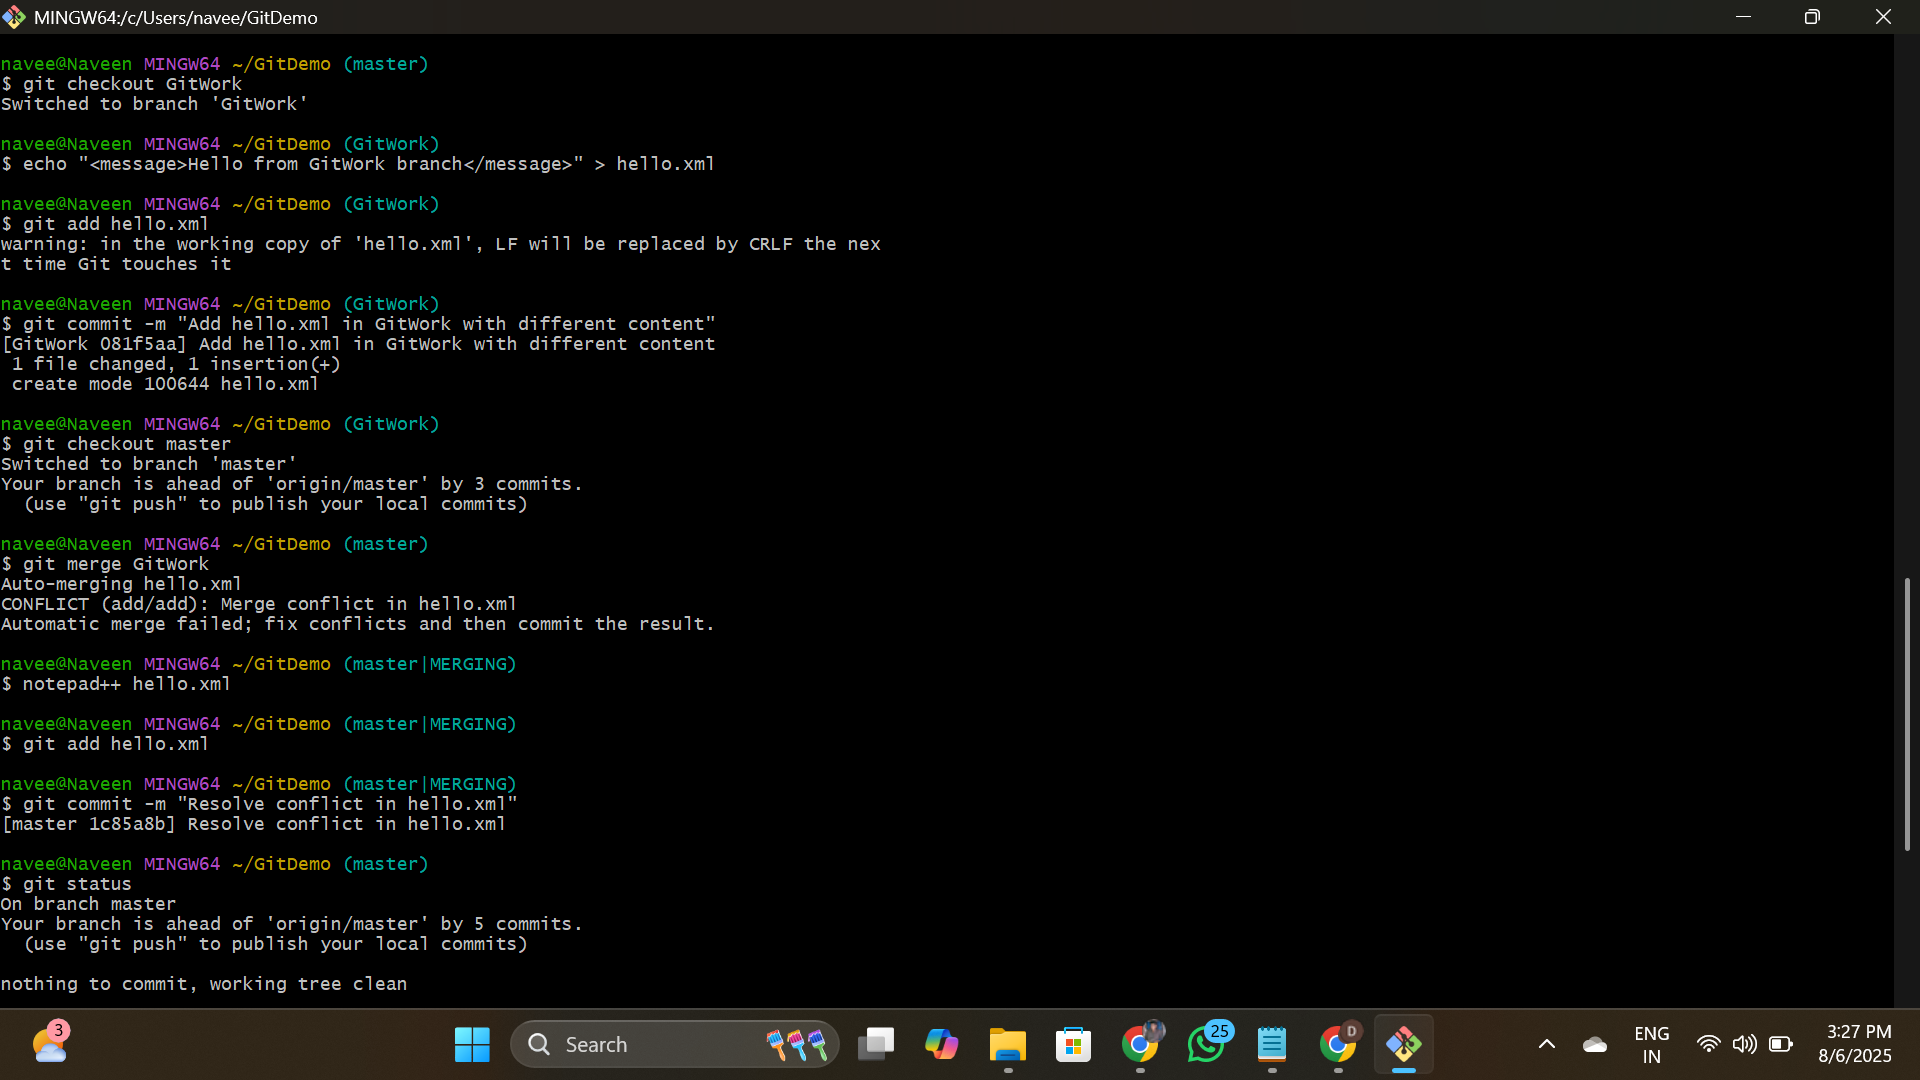 MINGW64:/c/Users/navee/GitDemo
navee@Naveen MINGW64 ~/GitDemo (master)
$ git checkout GitWork
Switched to branch 'GitWork'
navee@Naveen MINGW64 ~/GitDemo (GitWork)
$ echo "<message>Hello from GitWork branch</message>" > hello.xml
navee@Naveen MINGW64 ~/GitDemo (GitWork)
$ git add hello.xml
warning: in the working copy of 'hello.xml', LF will be replaced by CRLF the nex
t time Git touches it
navee@Naveen MINGW64 ~/GitDemo (GitWork)
$ git commit -m "Add hello.xml in GitWork with different content"
[GitWork 081f5aa] Add hello.xml in GitWork with different content
 1 file changed, 1 insertion(+)
 create mode 100644 hello.xml
navee@Naveen MINGW64 ~/GitDemo (GitWork)
$ git checkout master
Switched to branch 'master'
Your branch is ahead of 'origin/master' by 3 commits.
  (use "git push" to publish your local commits)
navee@Naveen MINGW64 ~/GitDemo (master)
$ git merge GitWork
Auto-merging hello.xml
CONFLICT (add/add): Merge conflict in hello.xml
Automatic merge failed; fix conflicts and then commit the result.
navee@Naveen MINGW64 ~/GitDemo (master|MERGING)
$ notepad++ hello.xml
navee@Naveen MINGW64 ~/GitDemo (master|MERGING)
$ git add hello.xml
navee@Naveen MINGW64 ~/GitDemo (master|MERGING)
$ git commit -m "Resolve conflict in hello.xml"
[master 1c85a8b] Resolve conflict in hello.xml
navee@Naveen MINGW64 ~/GitDemo (master)
$ git status
On branch master
Your branch is ahead of 'origin/master' by 5 commits.
  (use "git push" to publish your local commits)
nothing to commit, working tree clean
3
Search
25
D
ENG
IN
3:27 PM
8/6/2025